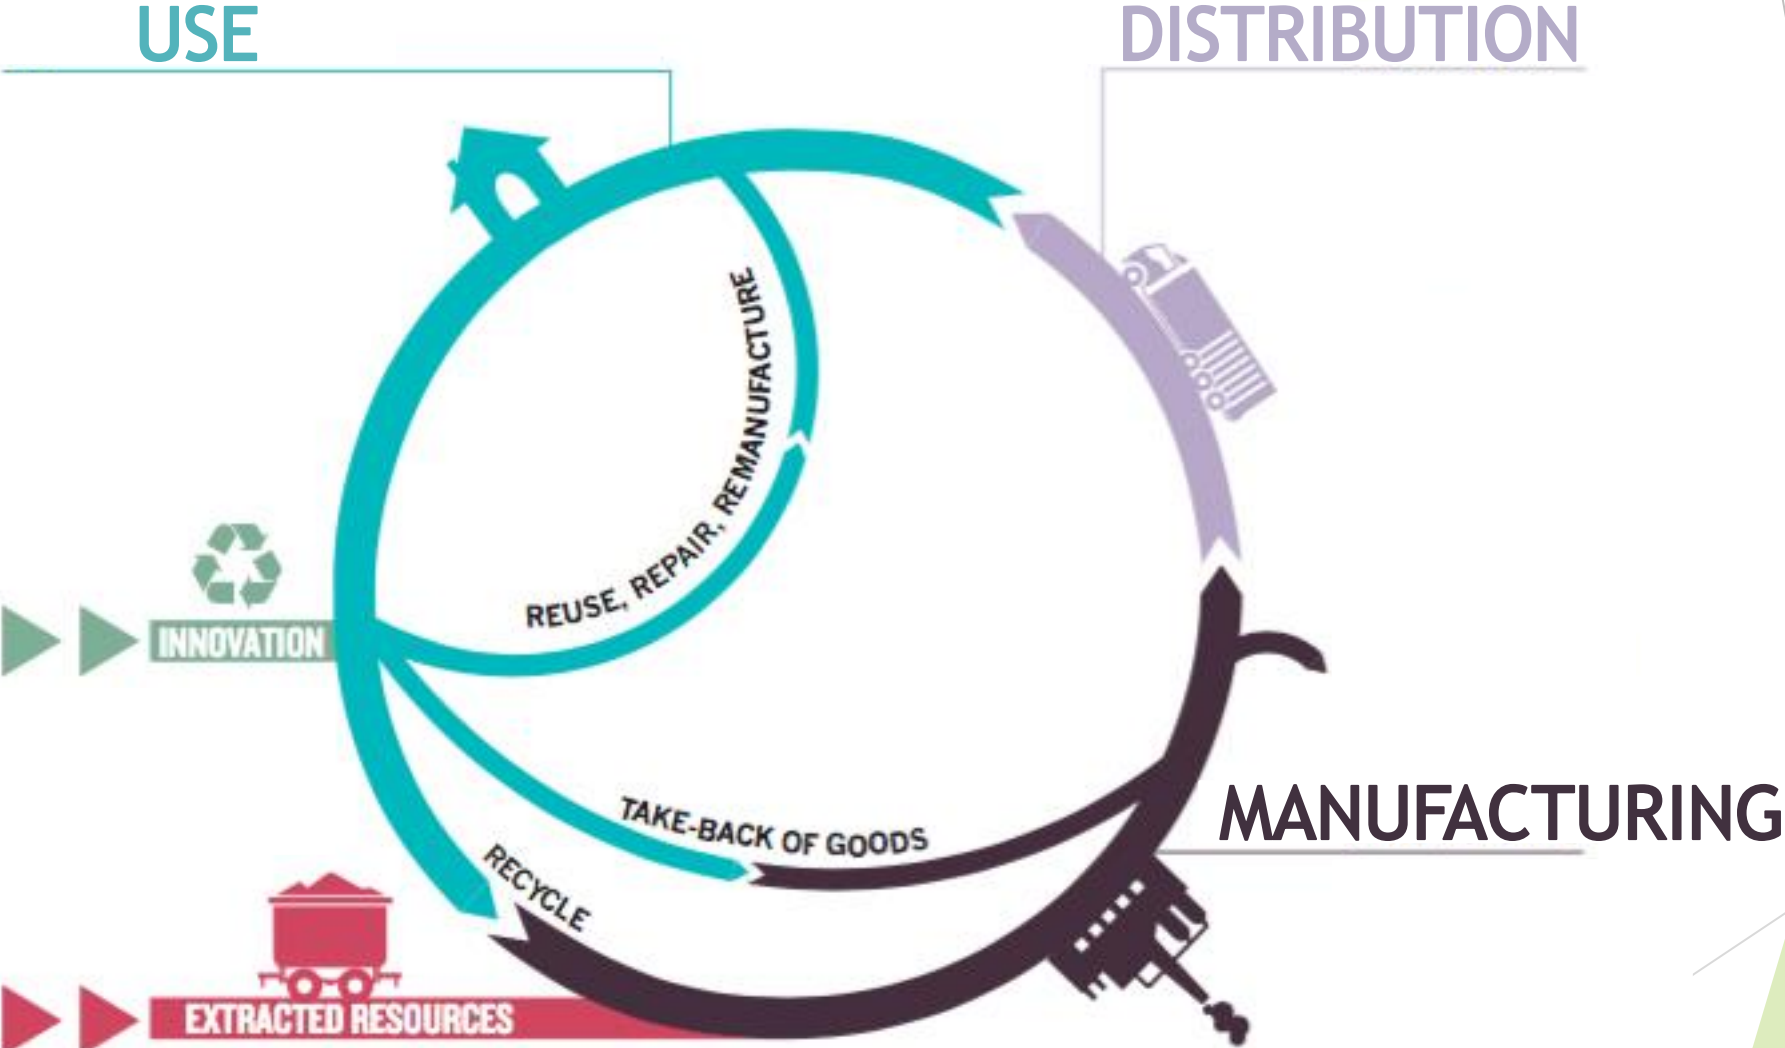 USE
DISTRIBUTION
REUSE, REPAIR, REMANUFACTURE
INNOVATION
MANUFACTURING
TAKE-BACK OF GOODS
RECYCLE
EXTRACTED RESOURCES